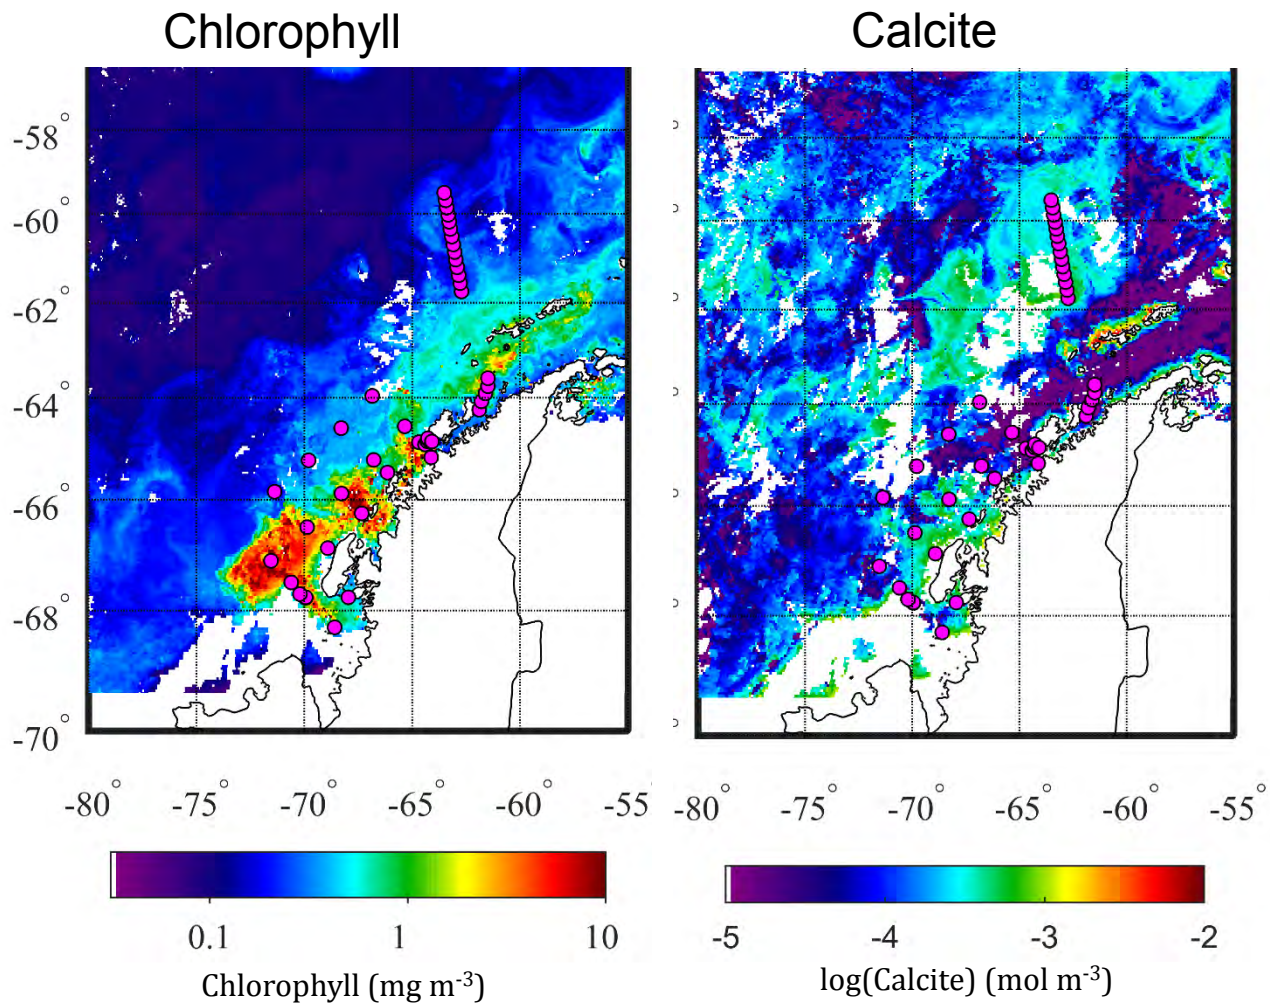 Chlorophyll
Calcite
-58°
-60°
-62°
-64°
-66°
-68°
-70°
-80° -75° -70° -65° -60° -55°
-80° -75° -70° -65° -60° -55°
0.1 1 10
-5 -4 -3 -2
Chlorophyll (mg m⁻³)
log(Calcite) (mol m⁻³)